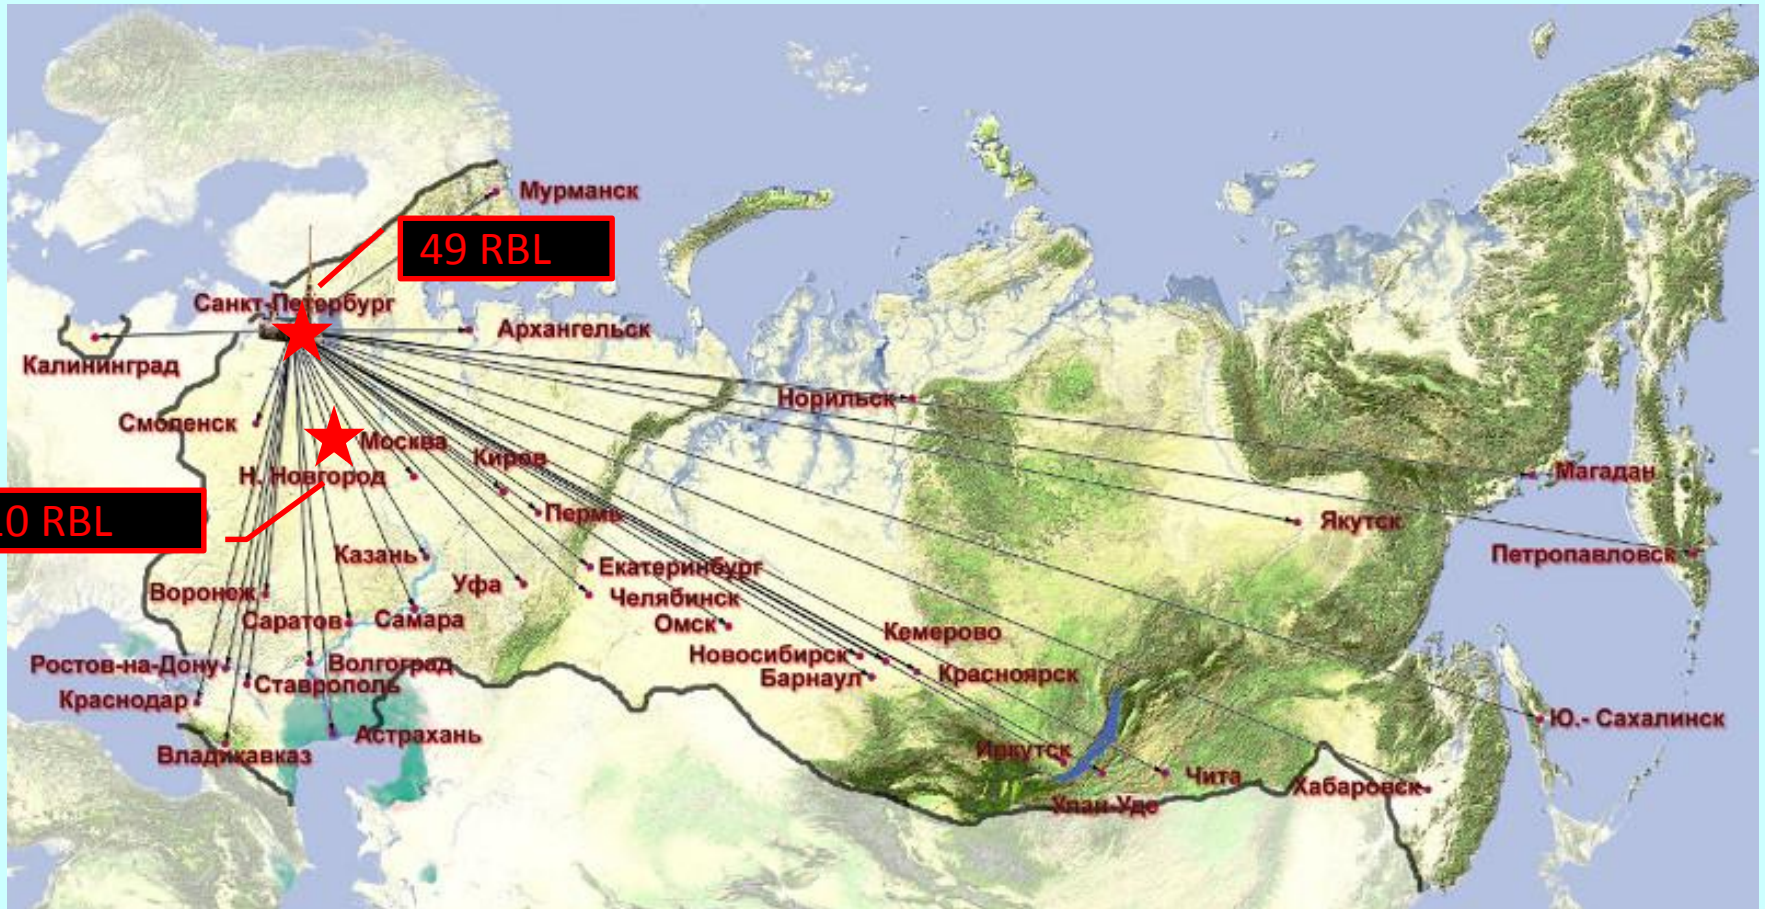 Мурманск
49 RBL
Санкт-Петербург
Архангельск
Калининград
Норильск
Смоленск
Москва
Киров
Н. Новгород
Магадан
0 RBL
Пермь
Якутск
Петропавловск
Казань
Екатеринбург
Уфа
Воронеж
Челябинск
Саратов
Самара
Омск
Кемерово
Ростов-на-Дону
Волгоград
Новосибирск
Барнаул
Красноярск
Ставрополь
Краснодар
Ю.- Сахалинск
Астрахань
Владикавказ
Иркутск
Чита
Хабаровск
Улан-Удэ